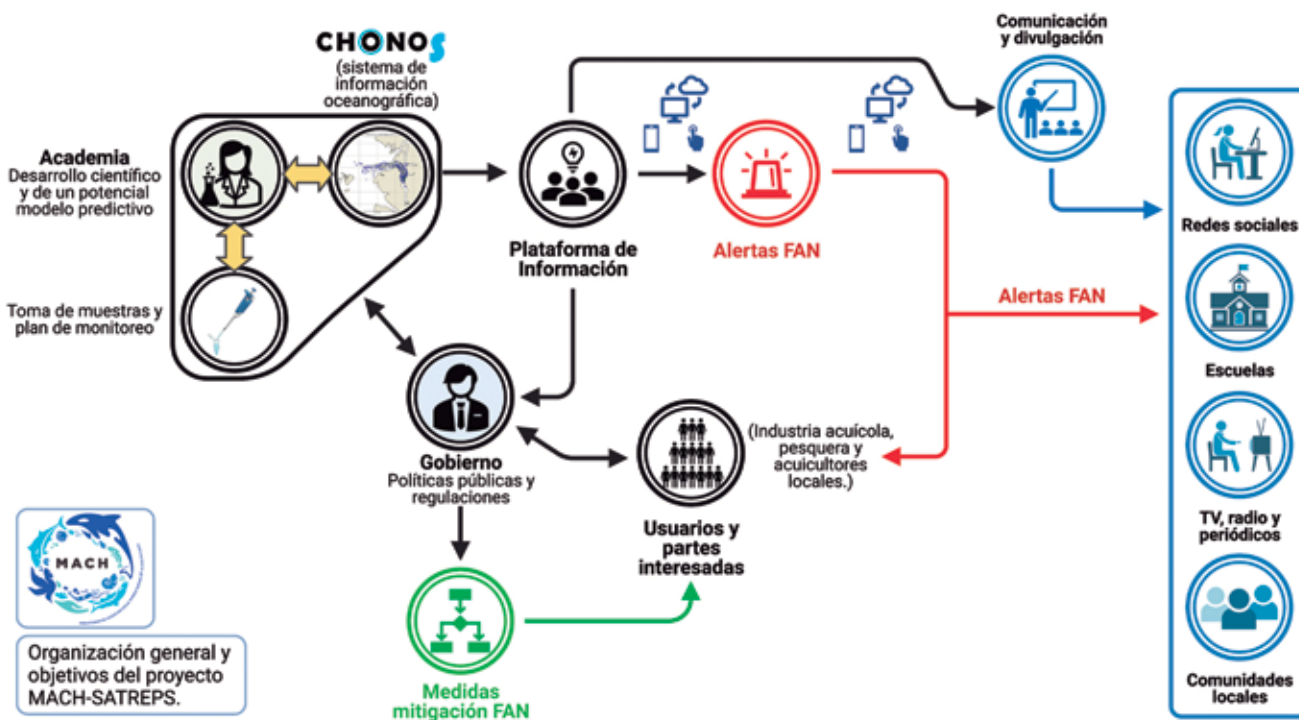 CHONOS
(sistema de
información
oceanográfica)
Academia
Desarrollo científico
y de un potencial
modelo predictivo
Toma de muestras y
plan de monitoreo
Plataforma de
Información
Alertas FAN
Comunicación
y divulgación
Alertas FAN
Redes sociales
Escuelas
TV, radio y
periódicos
Comunidades
locales
Gobierno
Políticas públicas y
regulaciones
(Industria acuícola,
pesquera y
acuicultores
locales.)
Usuarios y
partes
interesadas
Medidas
mitigación FAN
MACH
Organización general y
objetivos del proyecto
MACH-SATREPS.